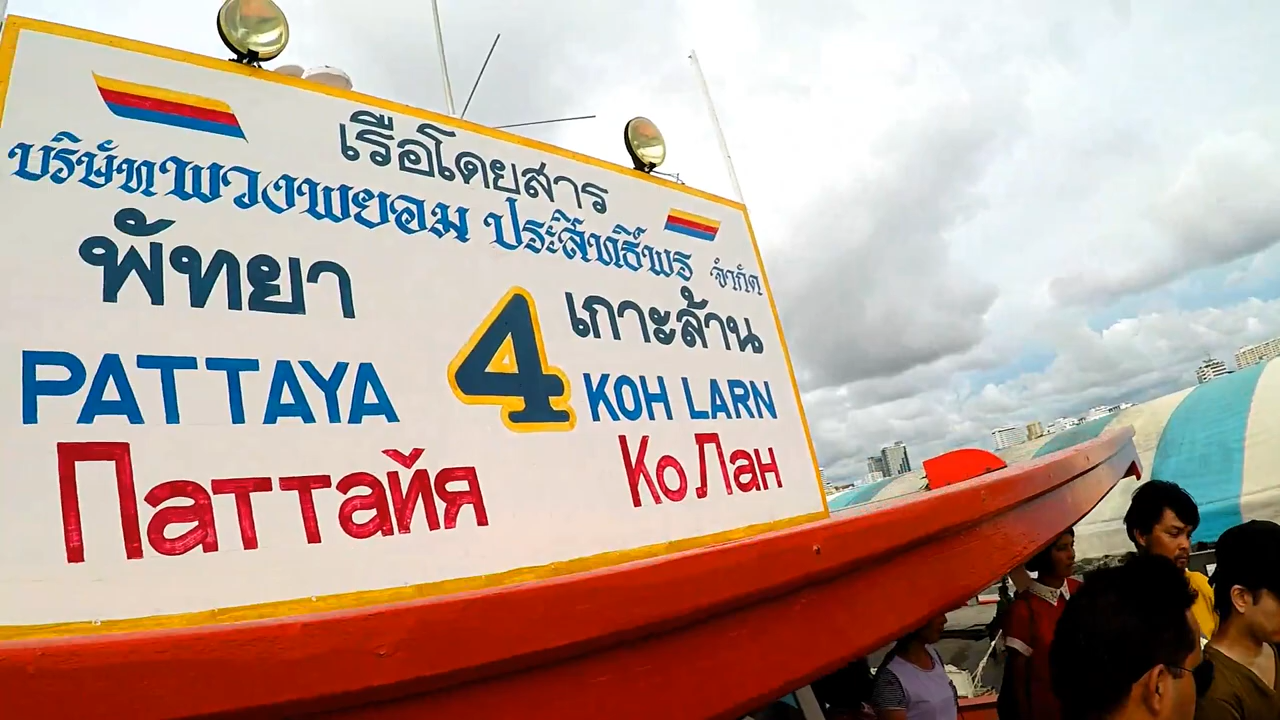 เรือโดยสาร
บริษัทพวงพยอม ประสิทธิ์พร จำกัด
พัทยา 4 เกาะล้าน
PATTAYA KOH LARN
Паттайя Ко Лан